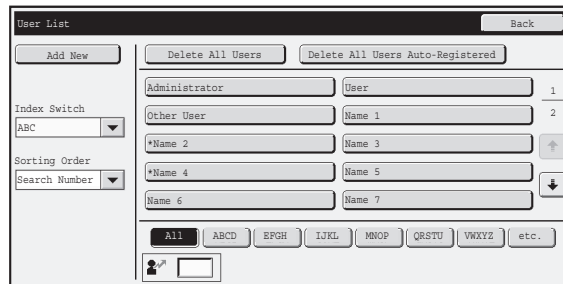 User List
Back
Add New
Delete All Users
Delete All Users Auto-Registered
Administrator
User
1
Index Switch
Other User
Name 1
2
ABC
*Name 2
Name 3
Sorting Order
*Name 4
Name 5
Search Number
Name 6
Name 7
All
ABCD
EFGH
IJKL
MNOP
QRSTU
VWXYZ
etc.